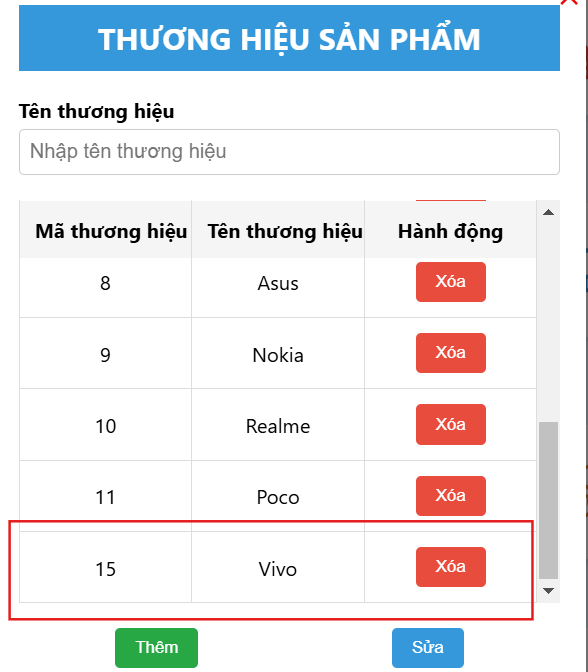 THƯƠNG HIỆU SẢN PHẨM
Tên thương hiệu
Nhập tên thương hiệu
Mã thương hiệu Tên thương hiệu Hành động
8 Asus Xóa
9 Nokia Xóa
10 Realme Xóa
11 Poco Xóa
15 Vivo Xóa
Thêm Sửa